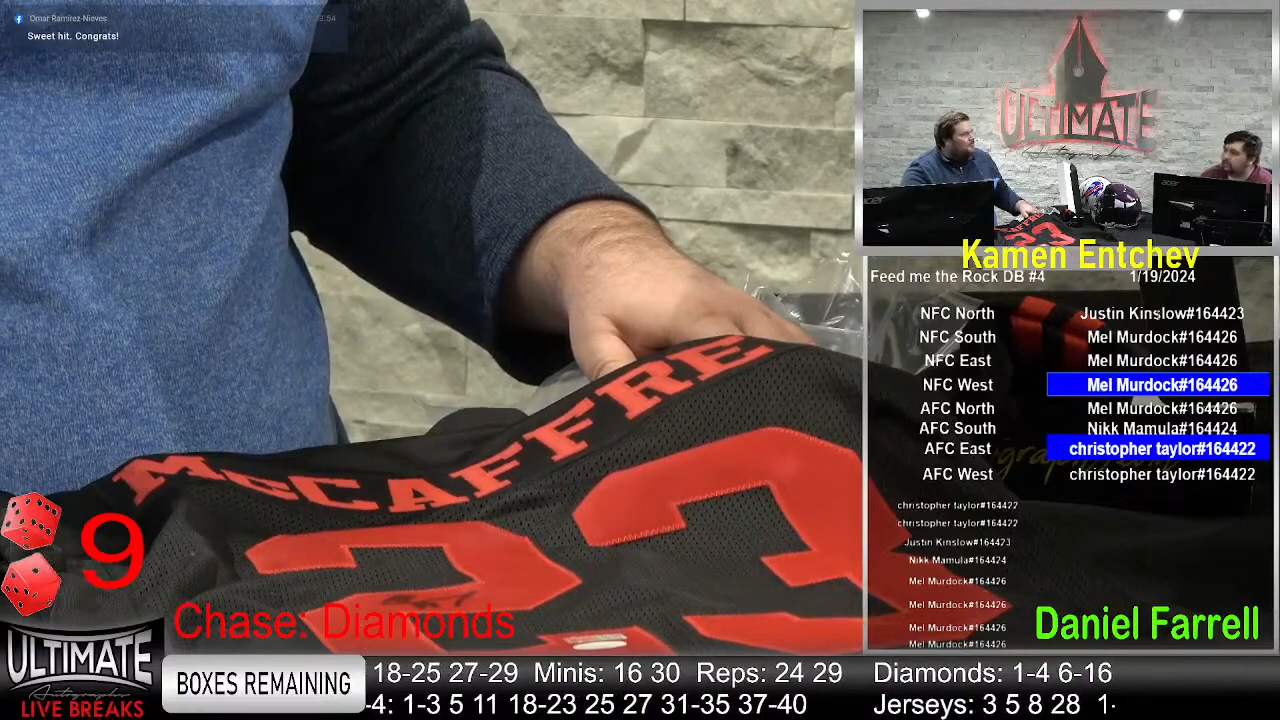 Omar Ramirez-Nieves
Sweet hit. Congrats!
ULTIMATE
acer
acer
MCCAFFRE
23
MCAFFRE
23
Kamen Entchev
Feed me the Rock DB #4 1/19/2024
NFC North Justin Kinslow#164423
NFC South Mel Murdock#164426
NFC East Mel Murdock#164426
NFC West Mel Murdock#164426
AFC North Mel Murdock#164426
AFC South Nikk Mamula#164424
AFC East christopher taylor#164422
AFC West christopher taylor#164422
christopher taylor#164422
christopher taylor#164422
Justin Kinslow#164423
Nikk Mamula#164424
Mel Murdock#164426
Mel Murdock#164426
Mel Murdock#164426
Mel Murdock#164426
Daniel Farrell
9
Chase: Diamonds
ULTIMATE
Autographs
LIVE BREAKS
BOXES REMAINING
18-25 27-29 Minis: 16 30 Reps: 24 29 Diamonds: 1-4 6-16
-4: 1-3 5 11 18-23 25 27 31-35 37-40 Jerseys: 3 5 8 28 1-